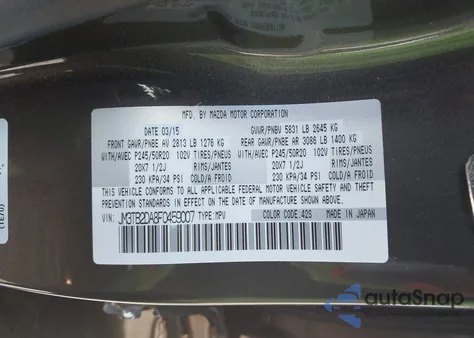 MFD. BY MAZDA MOTOR CORPORATION
DATE 03/15 GVWR/PNBV 5831 LB 2645 KG
FRONT GAWR/PNBE AV 2813 LB 1276 KG REAR GAWR/PNBE AR 3086 LB 1400 KG
WITH/AVEC P245/50R20 102V TIRES/PNEUS WITH/AVEC P245/50R20 102V TIRES/PNEUS
20X7 1/2J RIMS/JANTES 20X7 1/2J RIMS/JANTES
230 KPA/34 PSI COLD/A FROID 230 KPA/34 PSI COLD/A FROID
THIS VEHICLE CONFORMS TO ALL APPLICABLE FEDERAL MOTOR VEHICLE SAFETY, BUMPER, AND THEFT
PREVENTION STANDARDS IN EFFECT ON THE DATE OF MANUFACTURE SHOWN ABOVE.
VIN: JM3TB2DA8F0459007 TYPE:MPV COLOR CODE:42S MADE IN JAPAN
(1E70)
autoSnap